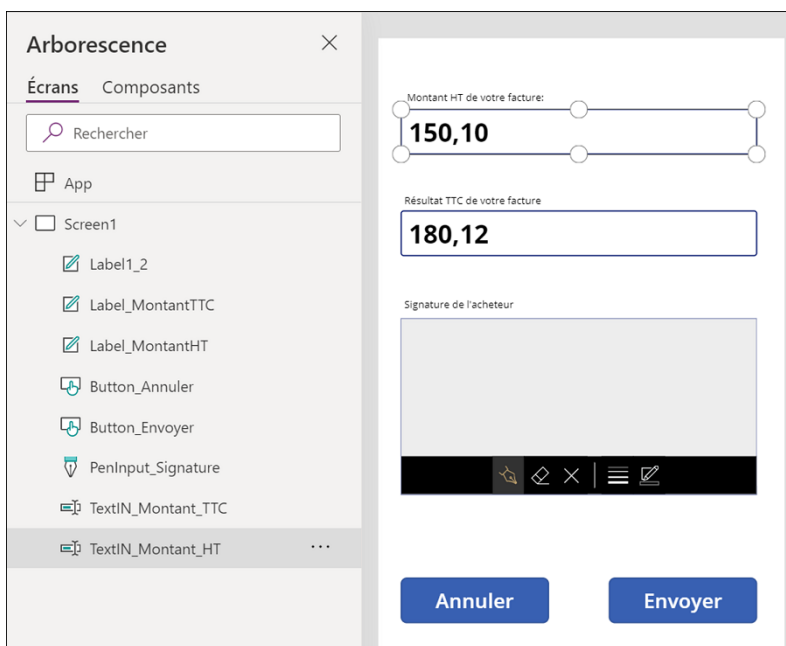 Arborescence
Écrans Composants
Rechercher
App
Screen1
Label1_2
Label_MontantTTC
Label_MontantHT
Button_Annuler
Button_Envoyer
PenInput_Signature
TextIN_Montant_TTC
TextIN_Montant_HT
Montant HT de votre facture:
150,10
Résultat TTC de votre facture
180,12
Signature de l'acheteur
Annuler Envoyer